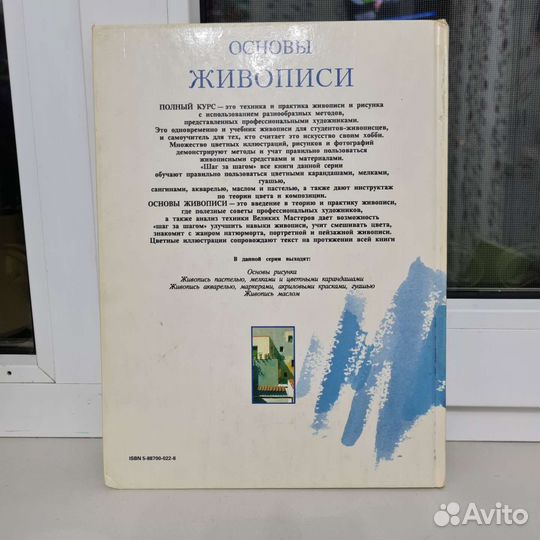 ОСНОВЫ
ЖИВОПИСИ
ПОЛНЫЙ КУРС — это техника и практика живописи и рисунка
с использованием разнообразных методов,
представленных профессиональными художниками.
Это одновременно и учебник живописи для студентов-живописцев,
и самоучитель для тех, кто считает это искусство своим хобби.
Множество цветных иллюстраций, рисунков и фотографий
демонстрируют методы и учат правильно пользоваться
живописными средствами и материалами.
«Шаг за шагом» все книги данной серии
обучают правильно пользоваться цветными карандашами, мелками,
гуашью,
сангинами, акварелью, маслом и пастелью, а также дают инструктаж
по теории цвета и композиции.
ОСНОВЫ ЖИВОПИСИ — это введение в теорию и практику живописи,
где полезные советы профессиональных художников,
а также анализ техники Великих Мастеров дает возможность
«шаг за шагом» улучшить навыки живописи, учит смешивать цвета,
знакомит с жанром натюрморта, портретной и пейзажной живописи.
Цветные иллюстрации сопровождают текст на протяжении всей книги
В данной серии выходят:
Основы рисунка
Живопись пастелью, мелками и цветными карандашами
Живопись акварелью, маркерами, акриловыми красками, гуашью
Живопись маслом
ISBN 5-88700-022-6
Avito